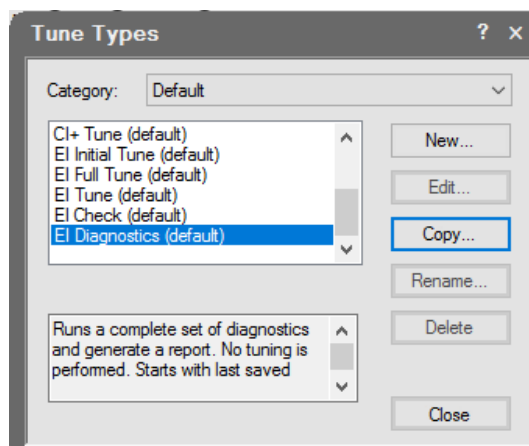 Tune Types
? ×
Category: Default
CI+ Tune (default)
EI Initial Tune (default)
EI Full Tune (default)
EI Tune (default)
EI Check (default)
EI Diagnostics (default)
New...
Edit...
Copy...
Rename...
Delete
Runs a complete set of diagnostics
and generate a report. No tuning is
performed. Starts with last saved
Close